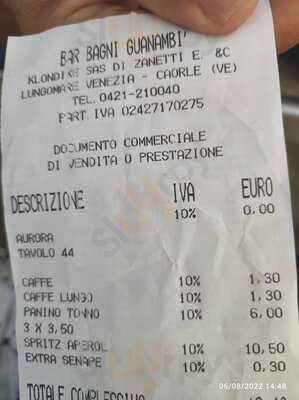 BAR BAGNI GUANAMBI'
KLONDIKE SAS DI ZANETTI E. &C
LUNGOMARE VENEZIA - CAORLE (VE)
TEL. 0421-210040
PART.IVA 02427170275
DOCUMENTO COMMERCIALE
DI VENDITA O PRESTAZIONE
DESCRIZIONE IVA EURO
10% 0,00
AURORA
TAVOLO 44
CAFFE 10% 1,30
CAFFE LUNGO 10% 1,30
PANINO TONNO 10% 6,00
3 X 3,50
SPRITZ APEROL 10% 10,50
EXTRA SENAPE 10% 0,30
TOTALE COMPLESSIVO
06/08/2022 14:48